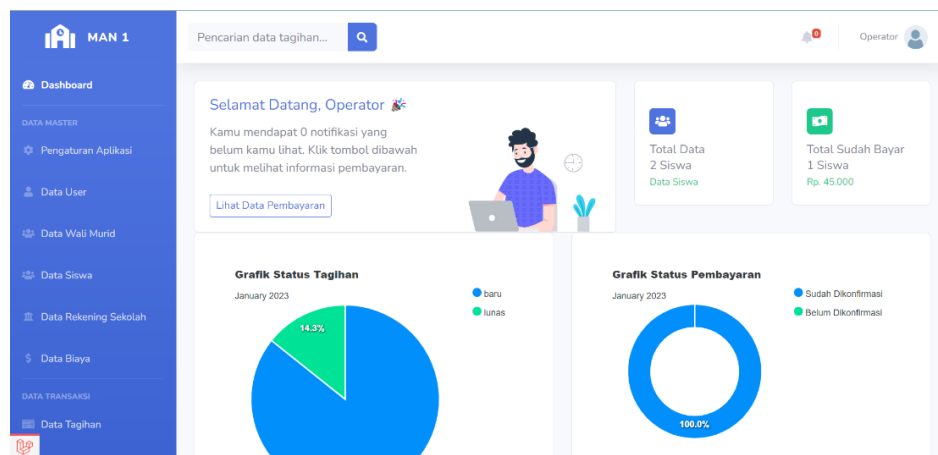 MAN 1
Pencarian data tagihan...
0
Operator
Dashboard
DATA MASTER
Pengaturan Aplikasi
Data User
Data Wali Murid
Data Siswa
Data Rekening Sekolah
Data Biaya
DATA TRANSAKSI
Data Tagihan
Selamat Datang, Operator
Kamu mendapat 0 notifikasi yang
belum kamu lihat. Klik tombol dibawah
untuk melihat informasi pembayaran.
Lihat Data Pembayaran
Total Data
2 Siswa
Data Siswa
Total Sudah Bayar
1 Siswa
Rp. 45.000
Grafik Status Tagihan
January 2023
baru
lunas
14.3%
Grafik Status Pembayaran
January 2023
Sudah Dikonfirmasi
Belum Dikonfirmasi
100.0%